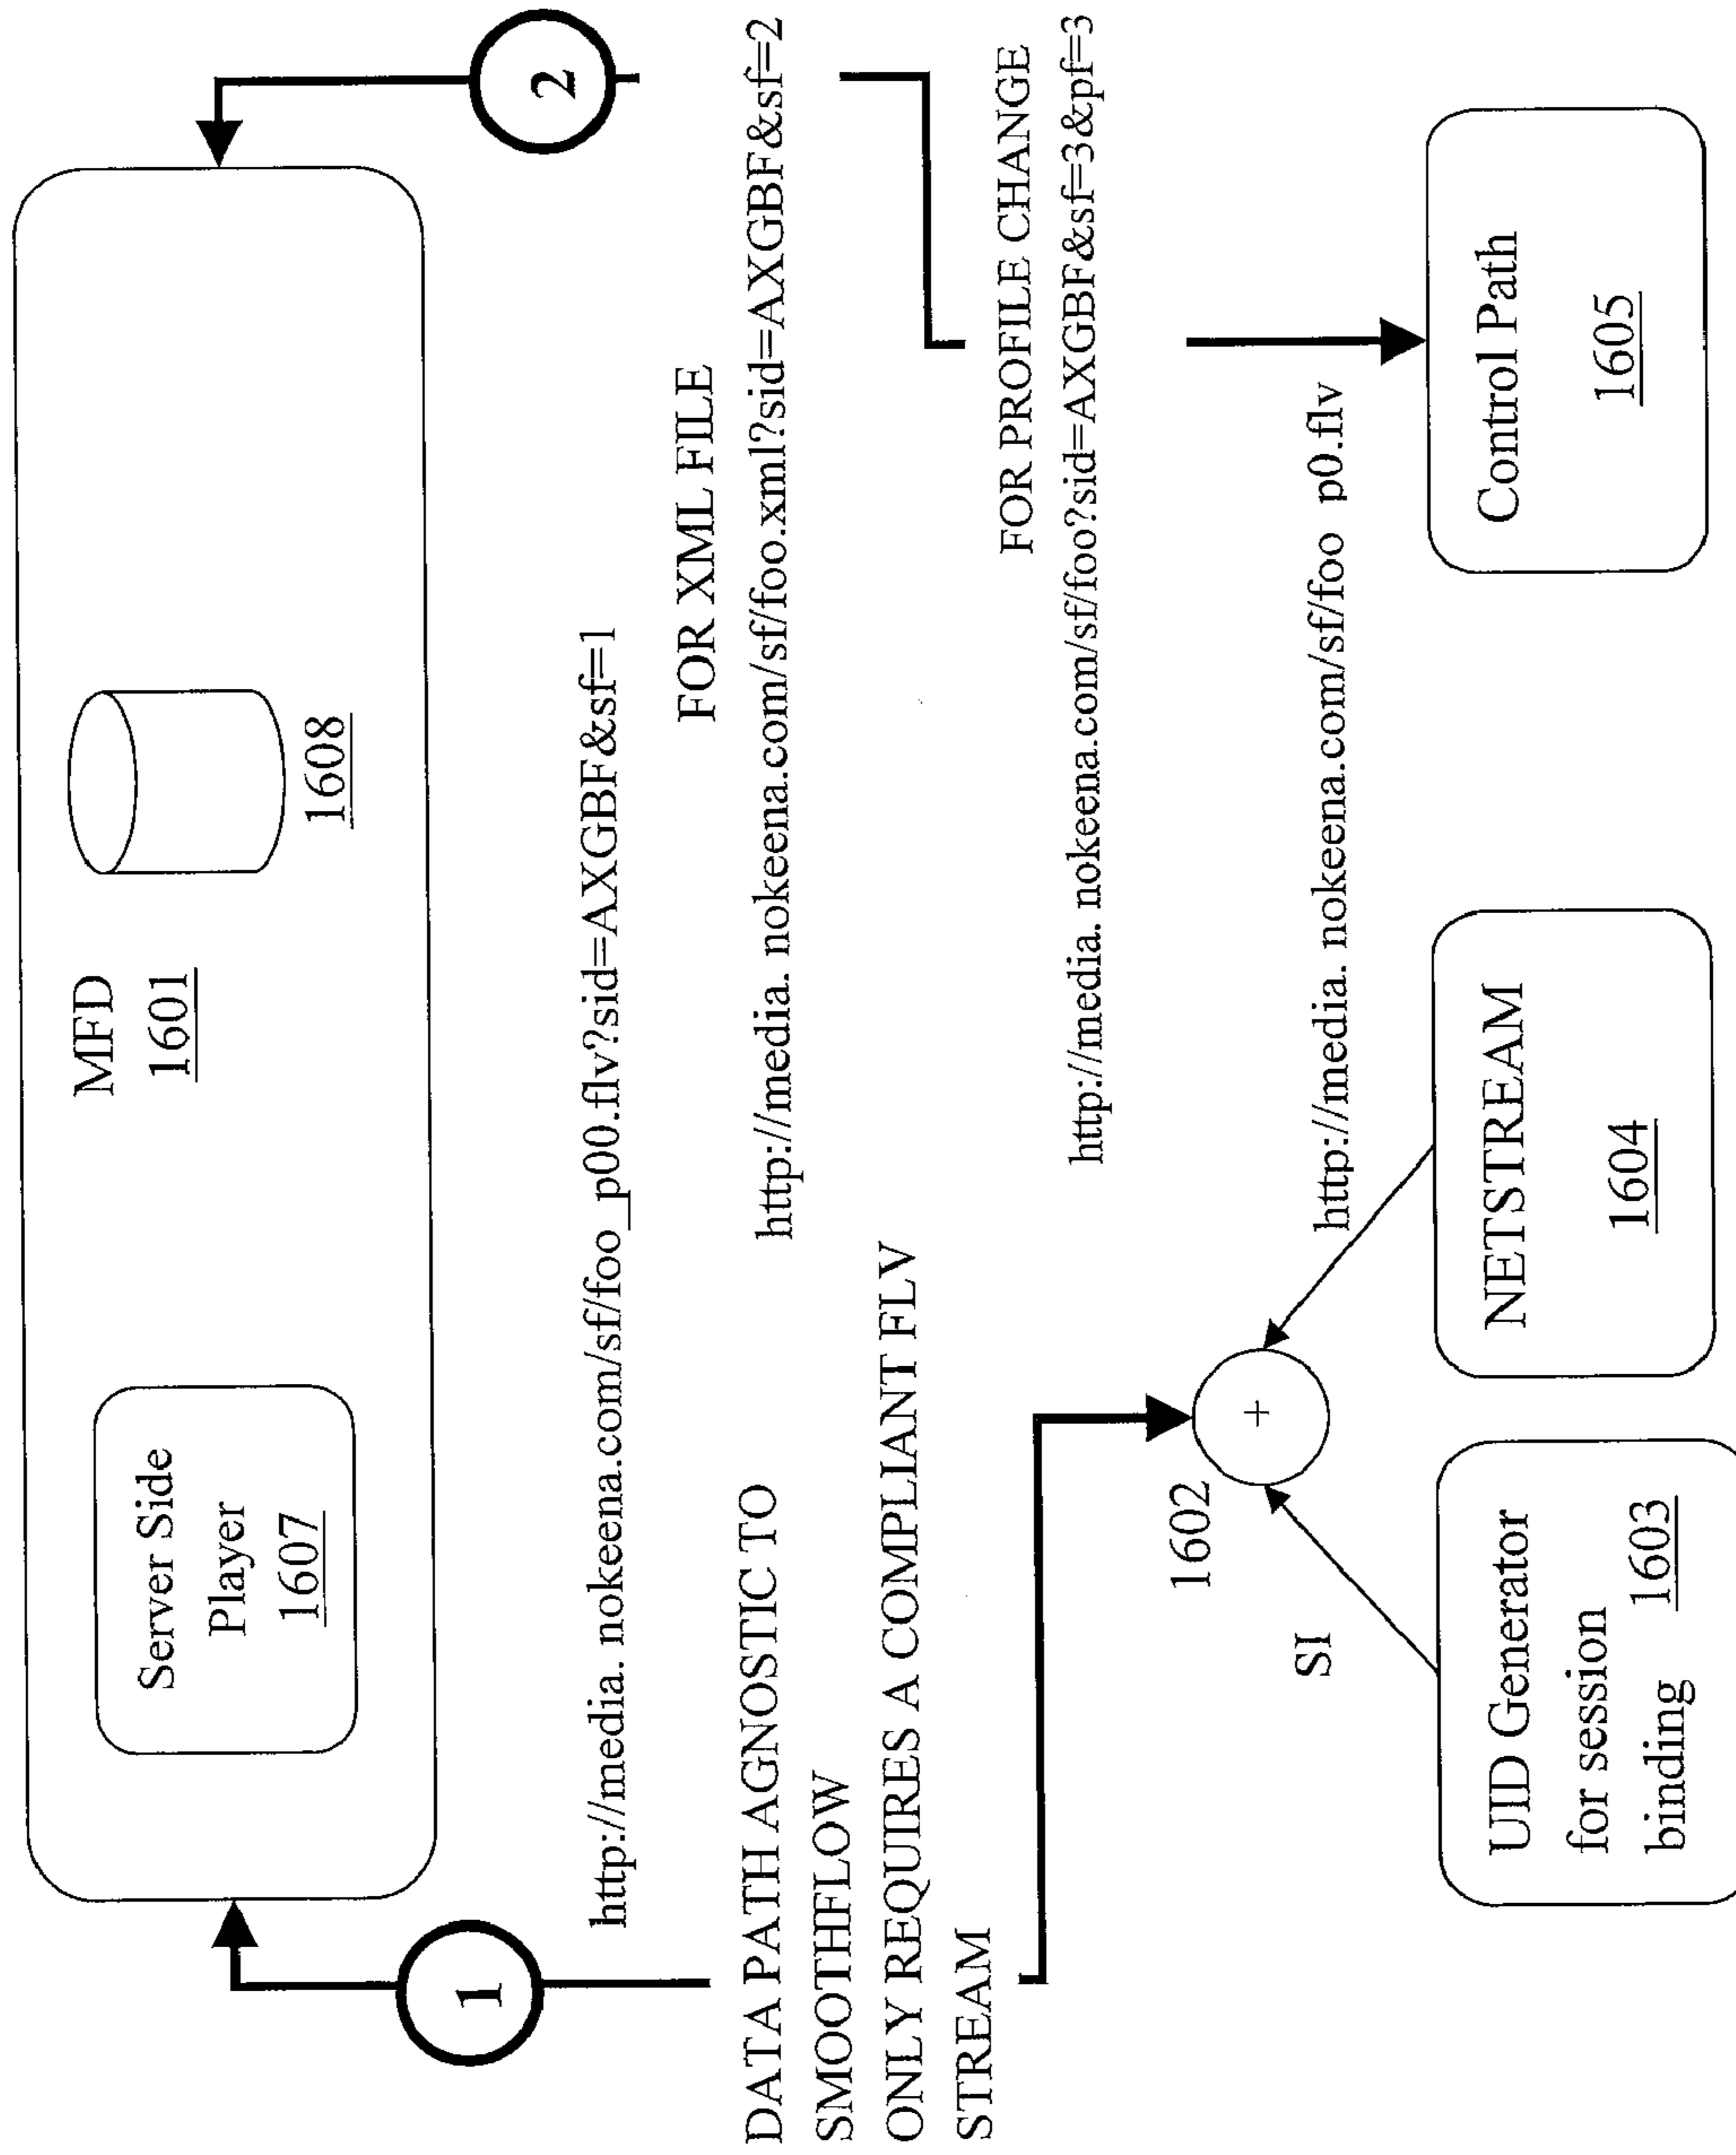 MFD
1601
1608
Server Side
Player
1607
1
2
http://media. nokeena.com/sf/foo_p00.flv?sid=AXGBF&sf=1
FOR XML FILE
http://media. nokeena.com/sf/foo.xml?sid=AXGBF&sf=2
DATA PATH AGNOSTIC TO
SMOOTHFLOW
ONLY REQUIRES A COMPLIANT FLV
STREAM
FOR PROFILE CHANGE
http://media. nokeena.com/sf/foo?sid=AXGBF&sf=3&pf=3
http://media. nokeena.com/sf/foo p0.flv
1602
+
SI
UID Generator
for session
binding
1603
NETSTREAM
1604
Control Path
1605